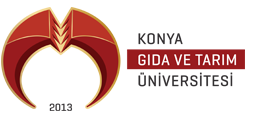 KONYA
GIDA VE TARIM
ÜNİVERSİTESİ
2013